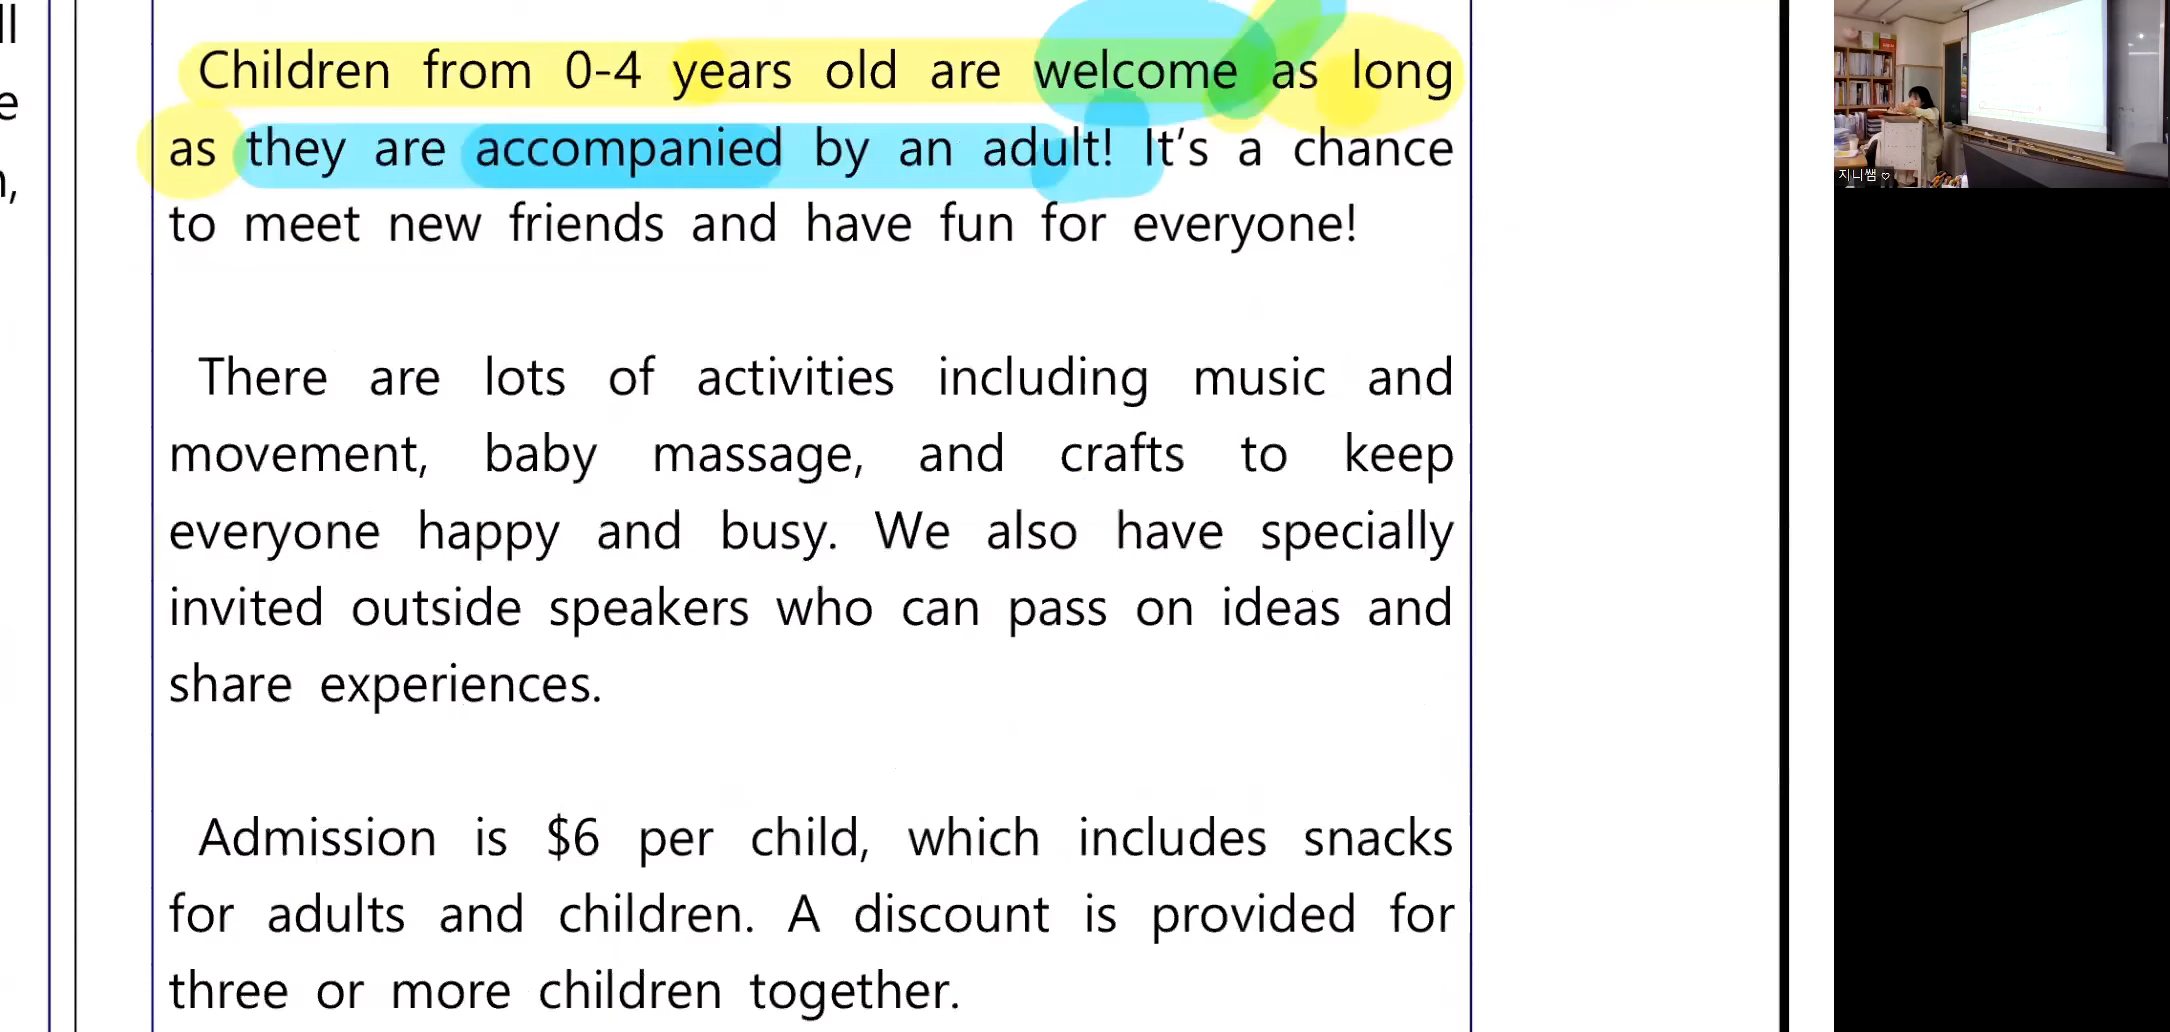 ll
e
n,
Children from 0-4 years old are welcome as long
as they are accompanied by an adult! It's a chance
to meet new friends and have fun for everyone!
There are lots of activities including music and
movement, baby massage, and crafts to keep
everyone happy and busy. We also have specially
invited outside speakers who can pass on ideas and
share experiences.
Admission is $6 per child, which includes snacks
for adults and children. A discount is provided for
three or more children together.
지니쌤 ♡